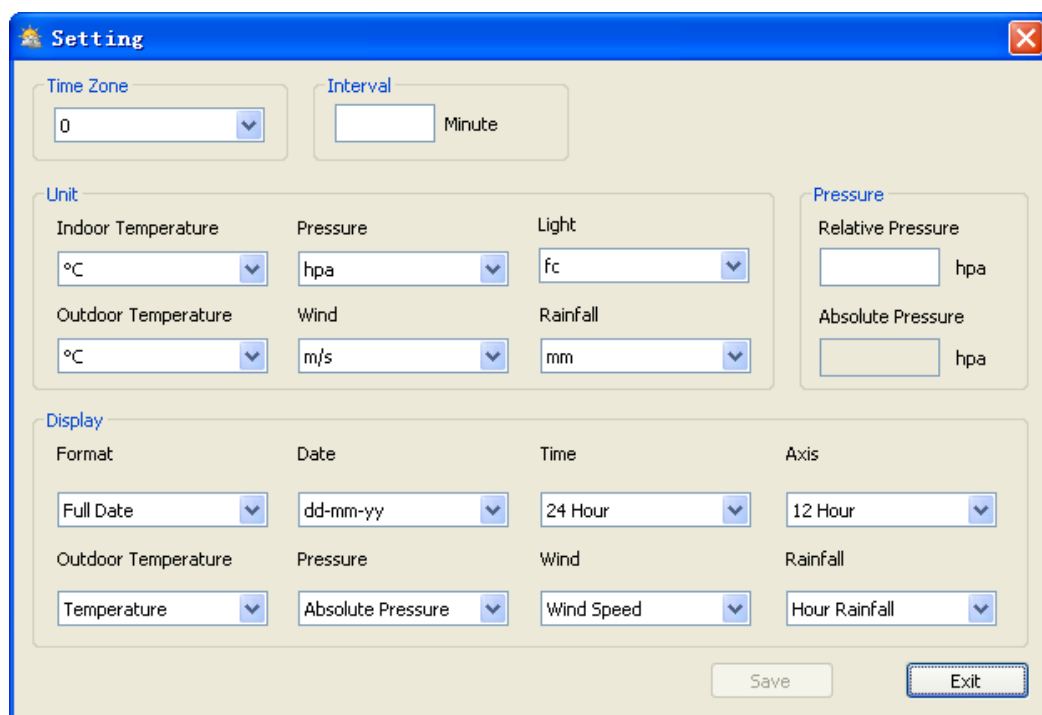 Setting
Time Zone
0
Interval
Minute
Unit
Indoor Temperature
Pressure
Light
°C
hpa
fc
Outdoor Temperature
Wind
Rainfall
°C
m/s
mm
Pressure
Relative Pressure
hpa
Absolute Pressure
hpa
Display
Format
Date
Time
Axis
Full Date
dd-mm-yy
24 Hour
12 Hour
Outdoor Temperature
Pressure
Wind
Rainfall
Temperature
Absolute Pressure
Wind Speed
Hour Rainfall
Save
Exit